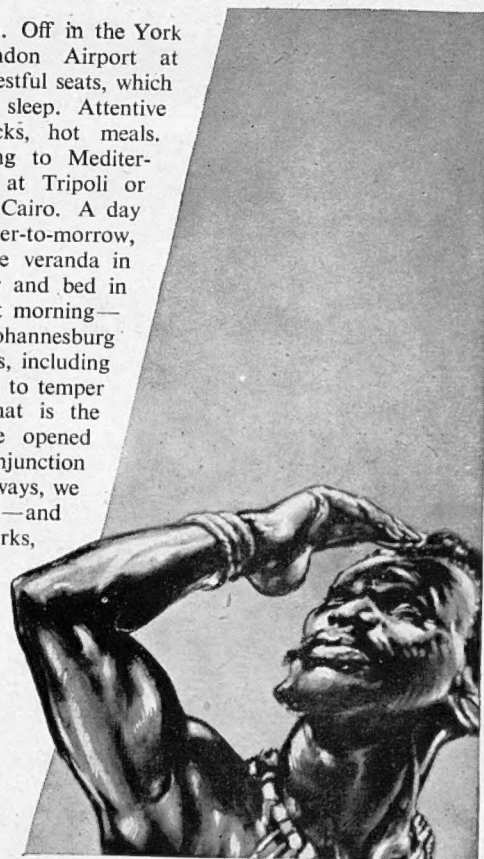 . Off in the York
ndon Airport at
estful seats, which
sleep. Attentive
cks, hot meals.
ng to Mediter-
at Tripoli or
Cairo. A day
er-to-morrow,
e veranda in
and bed in
t morning—
ohannesburg
s, including
to temper
hat is the
e opened
njunction
ways, we
—and
rks,